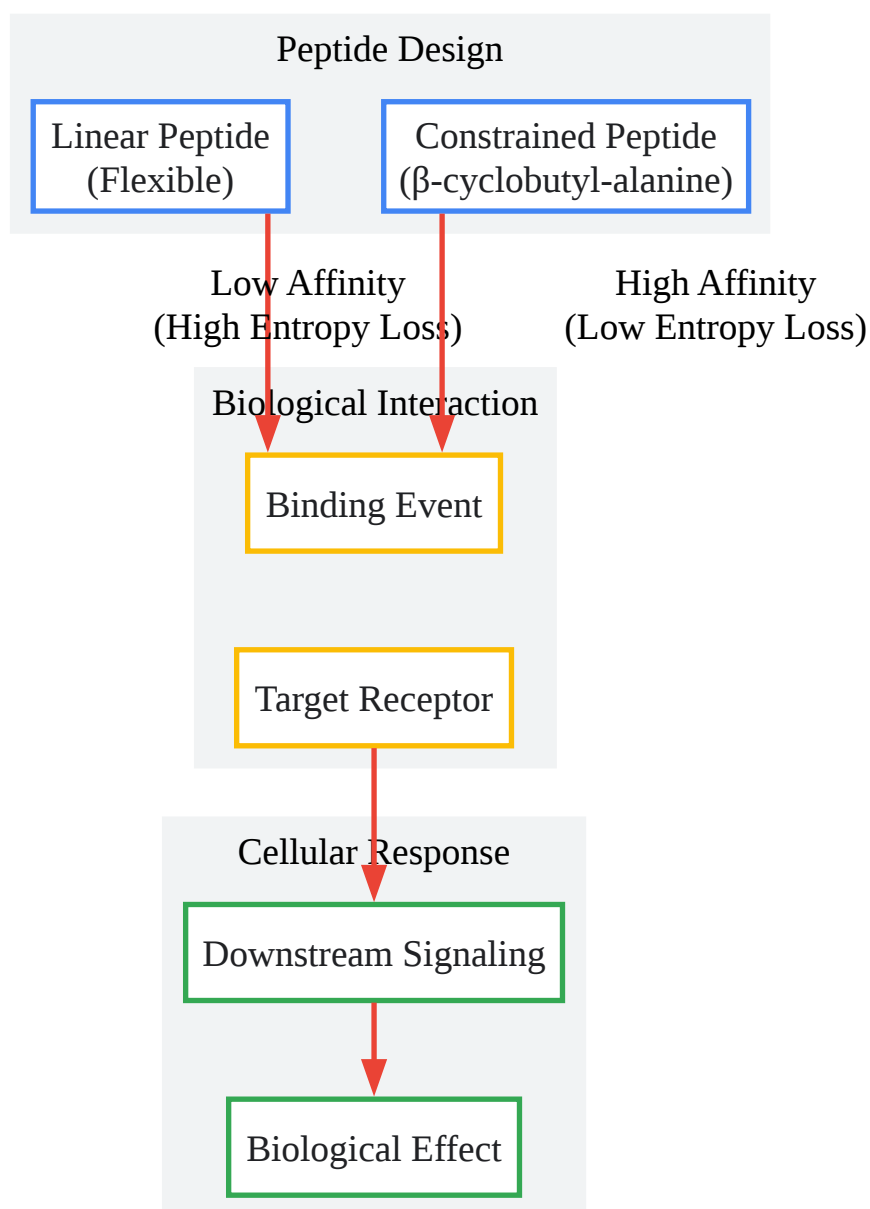 Peptide Design
Linear Peptide
(Flexible)
Constrained Peptide
(β-cyclobutyl-alanine)
Low Affinity
(High Entropy Loss)
High Affinity
(Low Entropy Loss)
Biological Interaction
Binding Event
Target Receptor
Cellular Response
Downstream Signaling
Biological Effect